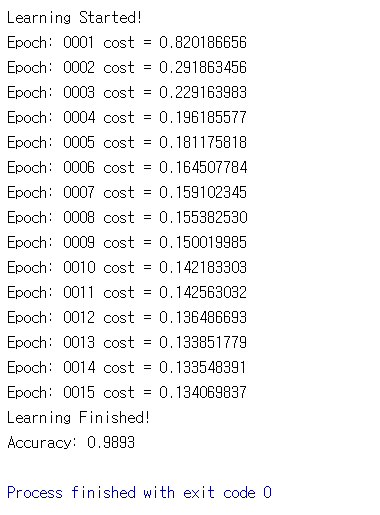 Learning Started!
Epoch: 0001 cost = 0.820186656
Epoch: 0002 cost = 0.291863456
Epoch: 0003 cost = 0.229163983
Epoch: 0004 cost = 0.196185577
Epoch: 0005 cost = 0.181175818
Epoch: 0006 cost = 0.164507784
Epoch: 0007 cost = 0.159102345
Epoch: 0008 cost = 0.155382530
Epoch: 0009 cost = 0.150019985
Epoch: 0010 cost = 0.142183303
Epoch: 0011 cost = 0.142563032
Epoch: 0012 cost = 0.136486693
Epoch: 0013 cost = 0.133851779
Epoch: 0014 cost = 0.133548391
Epoch: 0015 cost = 0.134069837
Learning Finished!
Accuracy: 0.9893
Process finished with exit code 0